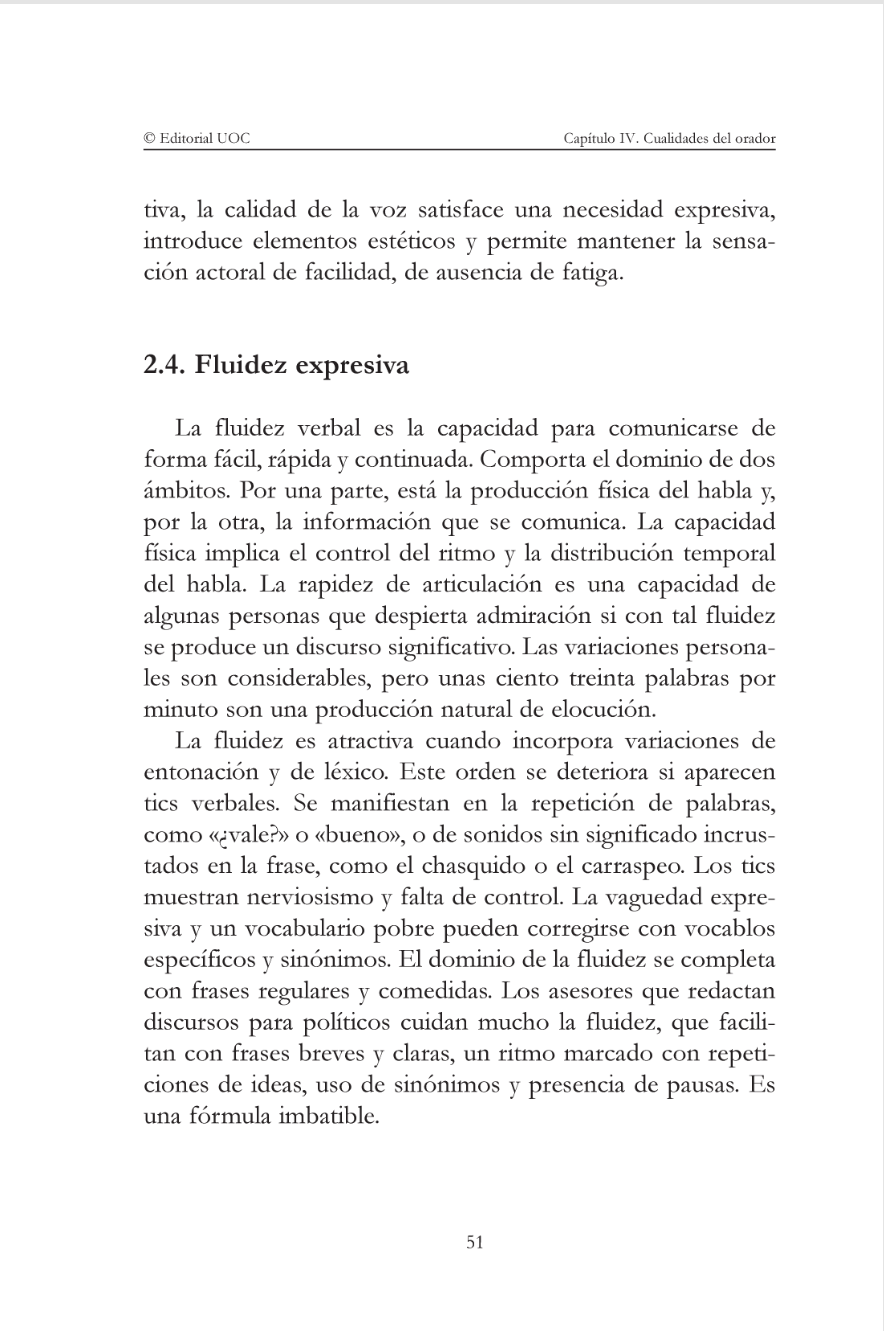 © Editorial UOC
Capítulo IV. Cualidades del orador
tiva, la calidad de la voz satisface una necesidad expresiva,
introduce elementos estéticos y permite mantener la sensa-
ción actoral de facilidad, de ausencia de fatiga.
2.4. Fluidez expresiva
La fluidez verbal es la capacidad para comunicarse de
forma fácil, rápida y continuada. Comporta el dominio de dos
ámbitos. Por una parte, está la producción física del habla y,
por la otra, la información que se comunica. La capacidad
física implica el control del ritmo y la distribución temporal
del habla. La rapidez de articulación es una capacidad de
algunas personas que despierta admiración si con tal fluidez
se produce un discurso significativo. Las variaciones persona-
les son considerables, pero unas ciento treinta palabras por
minuto son una producción natural de elocución.
La fluidez es atractiva cuando incorpora variaciones de
entonación y de léxico. Este orden se deteriora si aparecen
tics verbales. Se manifiestan en la repetición de palabras,
como «¿vale?» o «bueno», o de sonidos sin significado incrus-
tados en la frase, como el chasquido o el carraspeo. Los tics
muestran nerviosismo y falta de control. La vaguedad expre-
siva y un vocabulario pobre pueden corregirse con vocablos
específicos y sinónimos. El dominio de la fluidez se completa
con frases regulares y comedidas. Los asesores que redactan
discursos para políticos cuidan mucho la fluidez, que facili-
tan con frases breves y claras, un ritmo marcado con repeti-
ciones de ideas, uso de sinónimos y presencia de pausas. Es
una fórmula imbatible.
51